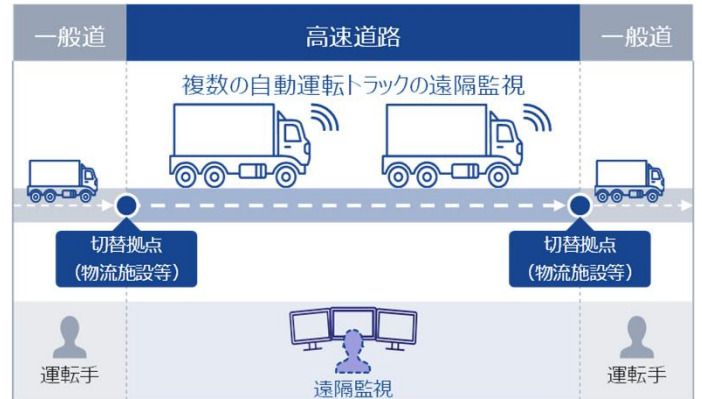 一般道
高速道路
一般道
複数の自動運転トラックの遠隔監視
切替拠点
（物流施設等）
切替拠点
（物流施設等）
運転手
遠隔監視
運転手